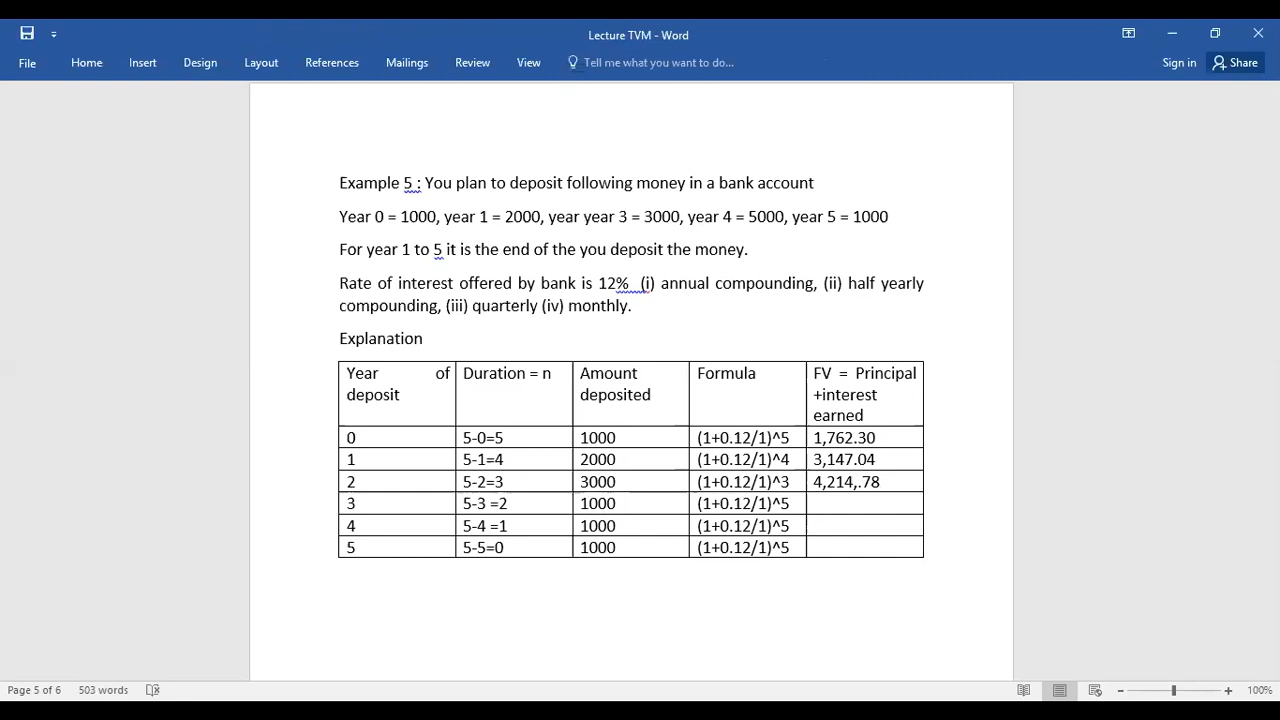 Lecture TVM - Word
File Home Insert Design Layout References Mailings Review View Tell me what you want to do... Sign in Share
Example 5 : You plan to deposit following money in a bank account
Year 0 = 1000, year 1 = 2000, year year 3 = 3000, year 4 = 5000, year 5 = 1000
For year 1 to 5 it is the end of the you deposit the money.
Rate of interest offered by bank is 12% (i) annual compounding, (ii) half yearly
compounding, (iii) quarterly (iv) monthly.
Explanation
Year of Duration = n Amount Formula FV = Principal
deposit deposited +interest
earned
0 5-0=5 1000 (1+0.12/1)^5 1,762.30
1 5-1=4 2000 (1+0.12/1)^4 3,147.04
2 5-2=3 3000 (1+0.12/1)^3 4,214,.78
3 5-3 =2 1000 (1+0.12/1)^5
4 5-4 =1 1000 (1+0.12/1)^5
5 5-5=0 1000 (1+0.12/1)^5
Page 5 of 6 503 words 100%